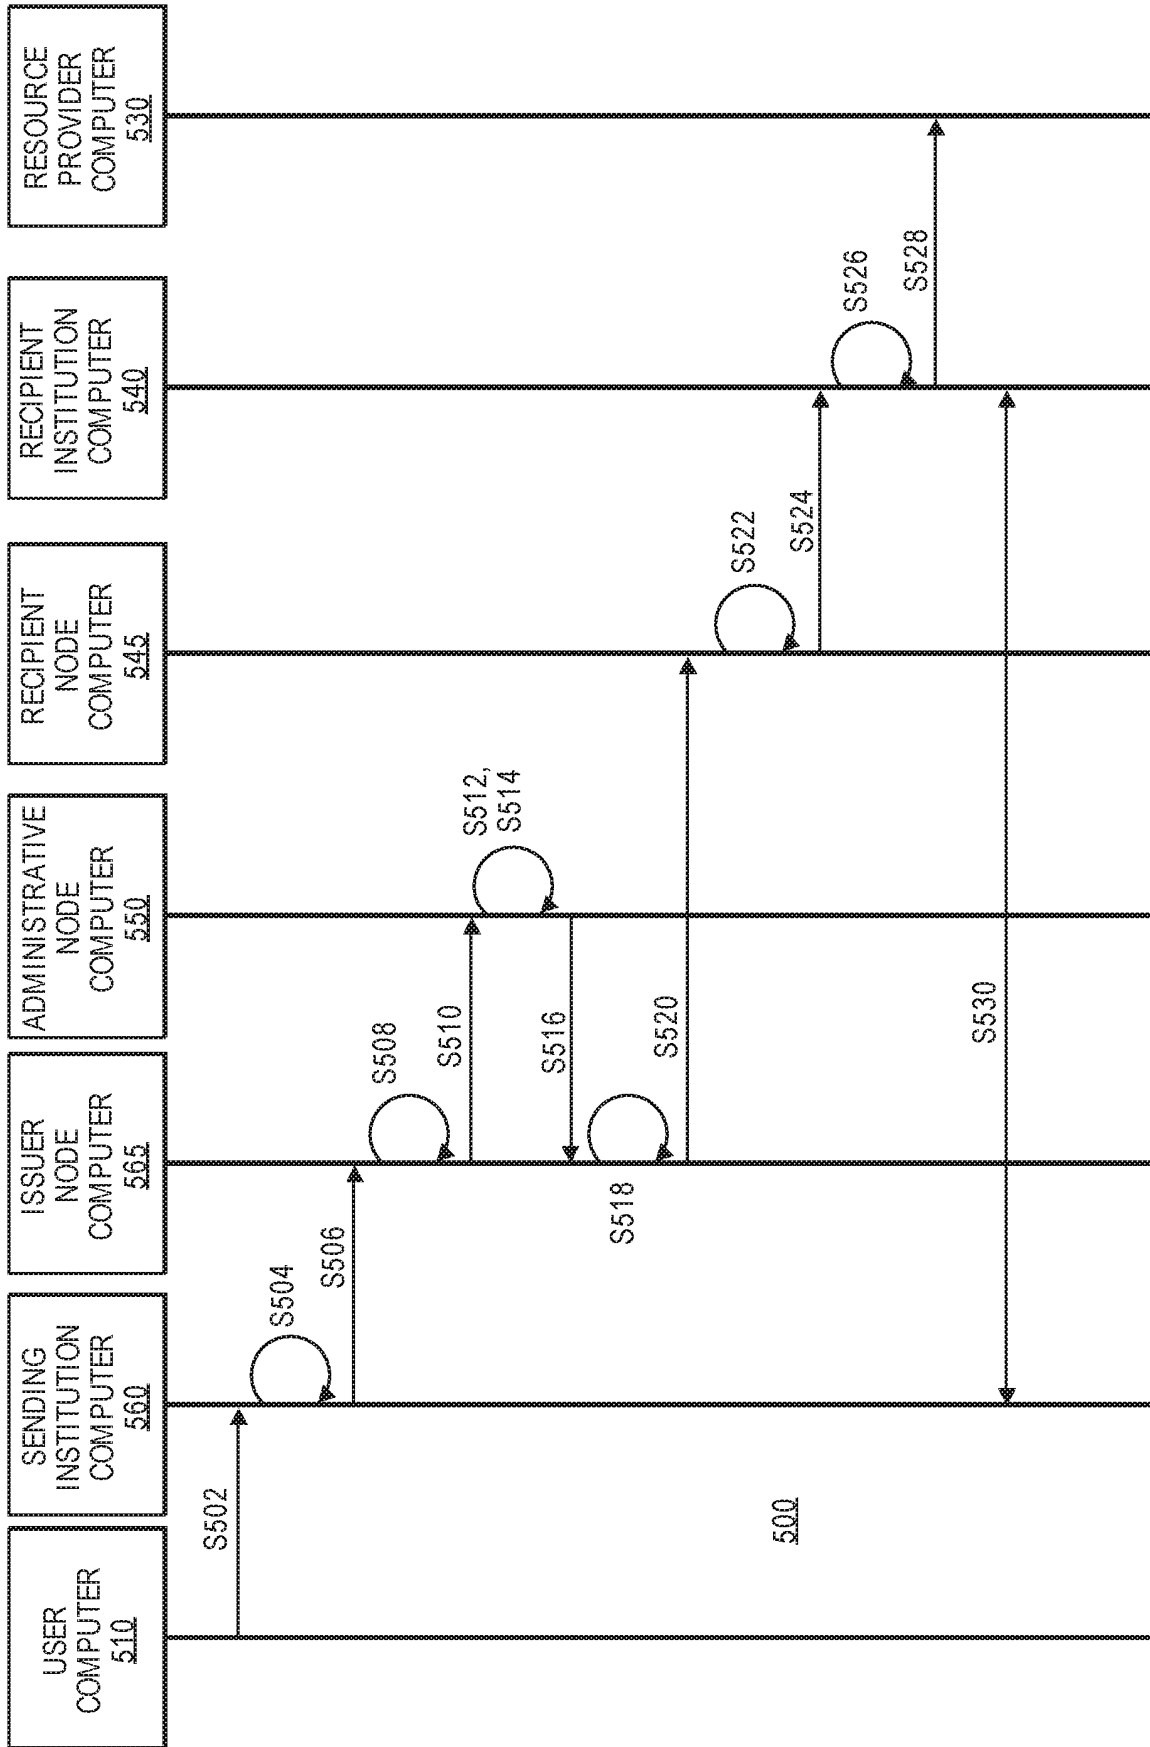 USER
COMPUTER
510
SENDING
INSTITUTION
COMPUTER
560
ISSUER
NODE
COMPUTER
565
ADMINISTRATIVE
NODE
COMPUTER
550
RECIPIENT
NODE
COMPUTER
545
RECIPIENT
INSTITUTION
COMPUTER
540
RESOURCE
PROVIDER
COMPUTER
530
S502
S504
S506
S508
S510
S512,
S514
S516
S518
S520
S522
S524
S526
S528
S530
500